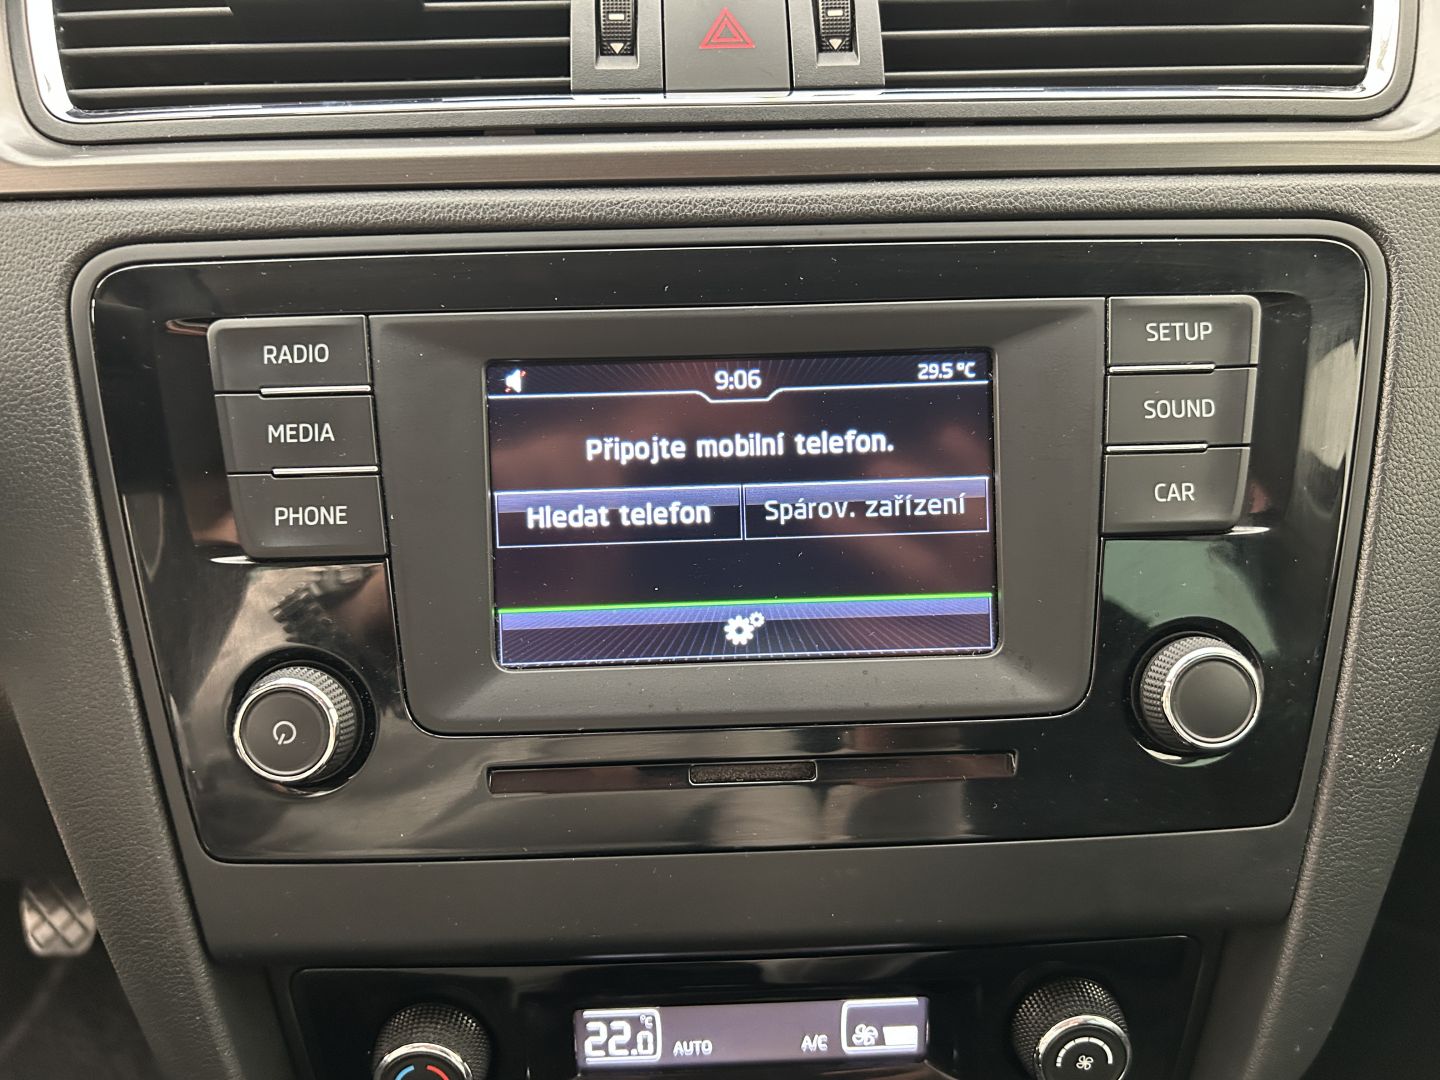 RADIO
MEDIA
PHONE
9:06
29.5 °C
Připojte mobilní telefon.
Hledat telefon
Spárov. zařízení
SETUP
SOUND
CAR
22.0 °C
AUTO
A/C